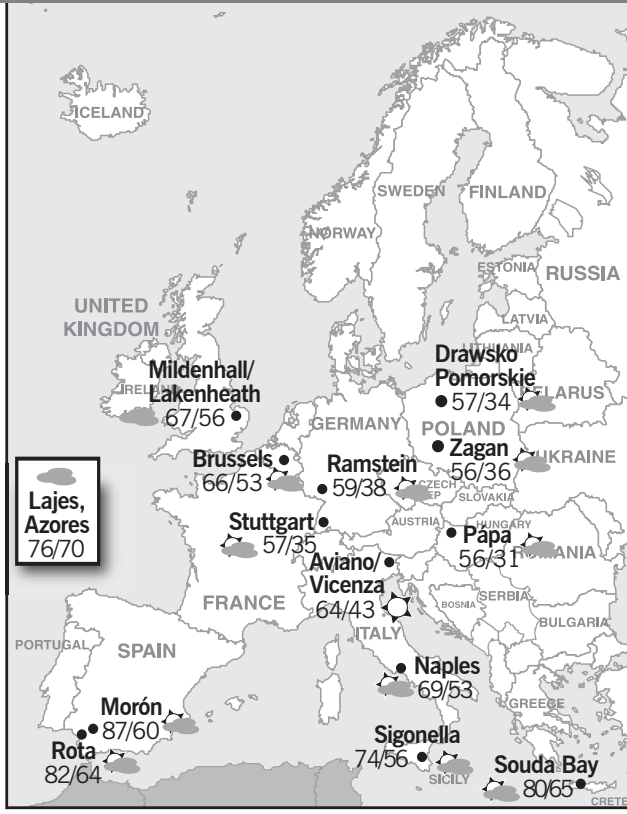 ICELAND
SWEDEN
FINLAND
NORWAY
ESTONIA
RUSSIA
LATVIA
UNITED
KINGDOM
LITHUANIA
Drawsko
Pomorskie
57/34
BELARUS
Mildenhall/
Lakenheath
67/56
IRELAND
GERMANY
POLAND
Zagan
56/36
UKRAINE
Brussels
66/53
Ramstein
59/38
CZECH
REP
SLOVAKIA
Lajes,
Azores
76/70
Stuttgart
57/35
AUSTRIA
HUNGARY
Pápa
56/31
ROMANIA
Aviano/
Vicenza
64/43
FRANCE
BOSNIA
SERBIA
BULGARIA
ITALY
PORTUGAL
SPAIN
Naples
69/53
GREECE
Morón
87/60
Rota
82/64
Sigonella
74/56
SICILY
Souda Bay
80/65
CRETE